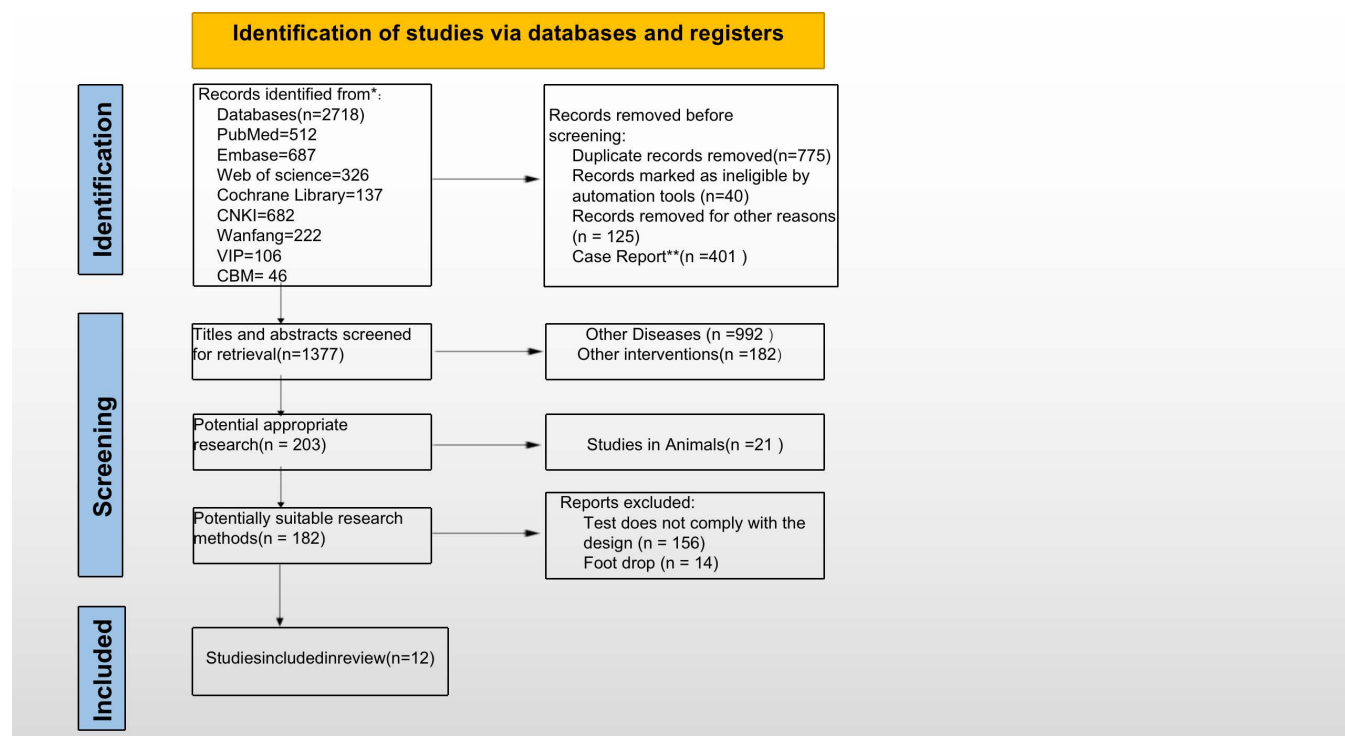 Identification of studies via databases and registers
Identification
Records identified from*:
Databases(n=2718)
PubMed=512
Embase=687
Web of science=326
Cochrane Library=137
CNKI=682
Wanfang=222
VIP=106
CBM= 46
Records removed before
screening:
Duplicate records removed(n=775)
Records marked as ineligible by
automation tools (n=40)
Records removed for other reasons
(n = 125)
Case Report**(n =401 )
Screening
Titles and abstracts screened
for retrieval(n=1377)
Other Diseases (n =992 )
Other interventions(n =182)
Potential appropriate
research(n = 203)
Studies in Animals(n =21 )
Potentially suitable research
methods(n = 182)
Reports excluded:
Test does not comply with the
design (n = 156)
Foot drop (n = 14)
Included
Studiesincludedinreview(n=12)